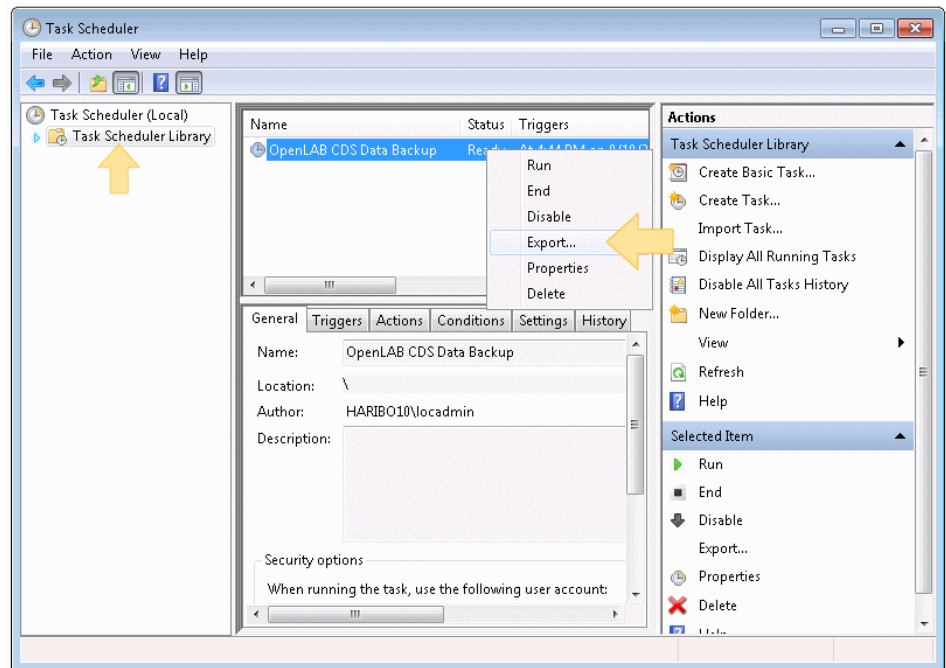 Task Scheduler
File Action View Help
Task Scheduler (Local)
Task Scheduler Library
Name Status Triggers
OpenLAB CDS Data Backup
Run
End
Disable
Export...
Properties
Delete
General Triggers Actions Conditions Settings History
Name: OpenLAB CDS Data Backup
Location: \
Author: HARIBO10\locadmin
Description:
Security options
When running the task, use the following user account:
Actions
Task Scheduler Library
Create Basic Task...
Create Task...
Import Task...
Display All Running Tasks
Disable All Tasks History
New Folder...
View
Refresh
Help
Selected Item
Run
End
Disable
Export...
Properties
Delete